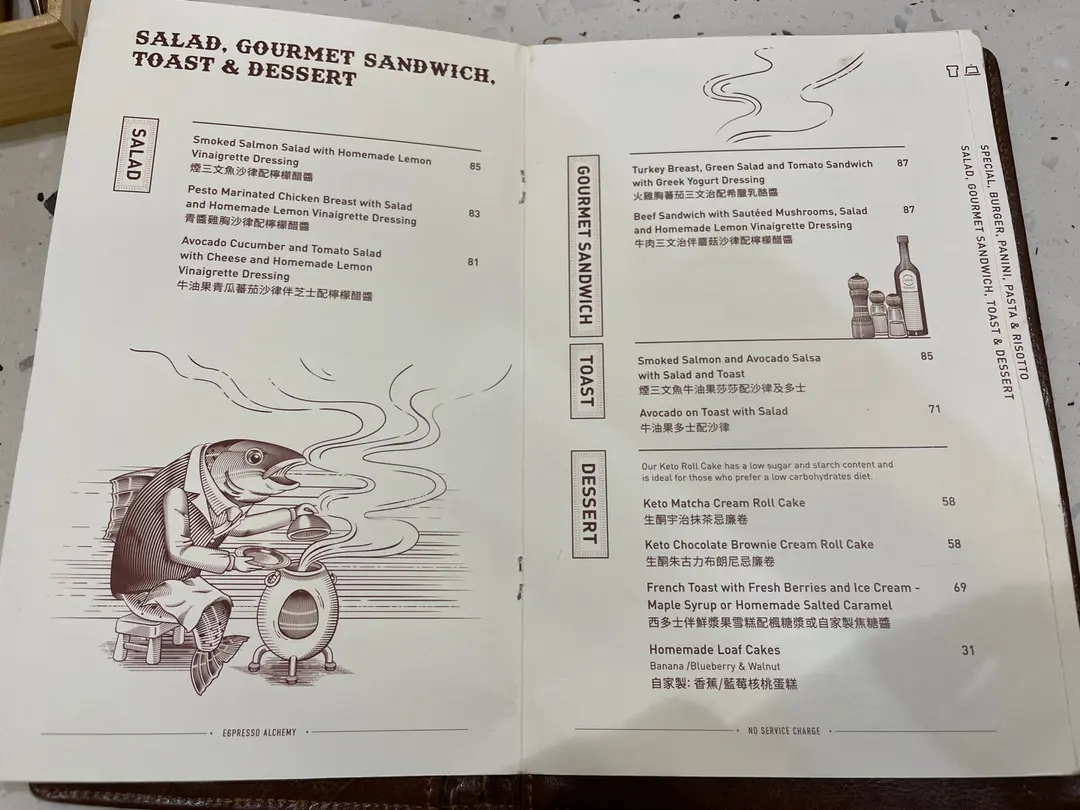 SALAD, GOURMET SANDWICH,
TOAST & DESSERT
SALAD
Smoked Salmon Salad with Homemade Lemon
Vinaigrette Dressing 85
煙三文魚沙律配檸檬醋醬
Pesto Marinated Chicken Breast with Salad
and Homemade Lemon Vinaigrette Dressing 83
青醬雞胸沙律配檸檬醋醬
Avocado Cucumber and Tomato Salad
with Cheese and Homemade Lemon 81
Vinaigrette Dressing
牛油果青瓜蕃茄沙律伴芝士配檸檬醋醬
E6PRESSO ALCHEMY
GOURMET SANDWICH
Turkey Breast, Green Salad and Tomato Sandwich 87
with Greek Yogurt Dressing
火雞胸蕃茄三文治配希臘乳酪醬
Beef Sandwich with Sautéed Mushrooms, Salad 87
and Homemade Lemon Vinaigrette Dressing
牛肉三文治伴蘑菇沙律配檸檬醋醬
TOAST
Smoked Salmon and Avocado Salsa 85
with Salad and Toast
煙三文魚牛油果莎莎配沙律及多士
Avocado on Toast with Salad 71
牛油果多士配沙律
DESSERT
Our Keto Roll Cake has a low sugar and starch content and
is ideal for those who prefer a low carbohydrates diet.
Keto Matcha Cream Roll Cake 58
生酮宇治抹茶忌廉卷
Keto Chocolate Brownie Cream Roll Cake 58
生酮朱古力布朗尼忌廉卷
French Toast with Fresh Berries and Ice Cream - 69
Maple Syrup or Homemade Salted Caramel
西多士伴鮮漿果雪糕配楓糖漿或自家製焦糖醬
Homemade Loaf Cakes 31
Banana /Blueberry & Walnut
自家製: 香蕉/藍莓核桃蛋糕
NO SERVICE CHARGE
SPECIAL, BURGER, PANINI, PASTA & RISOTTO
SALAD, GOURMET SANDWICH, TOAST & DESSERT